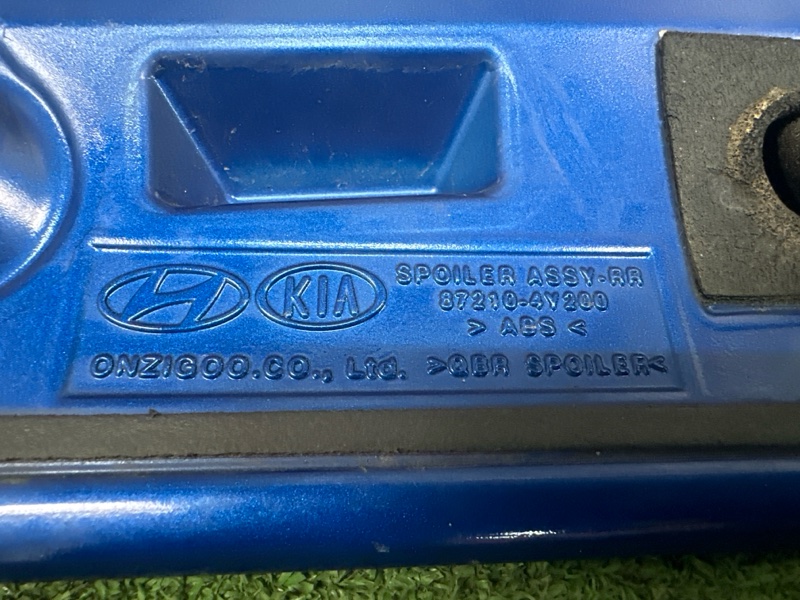 KIA
SPOILER ASSY-RR
87210-4Y200
> ABS <
ONZIGOO.CO., Ltd. >QBR SPOILER<